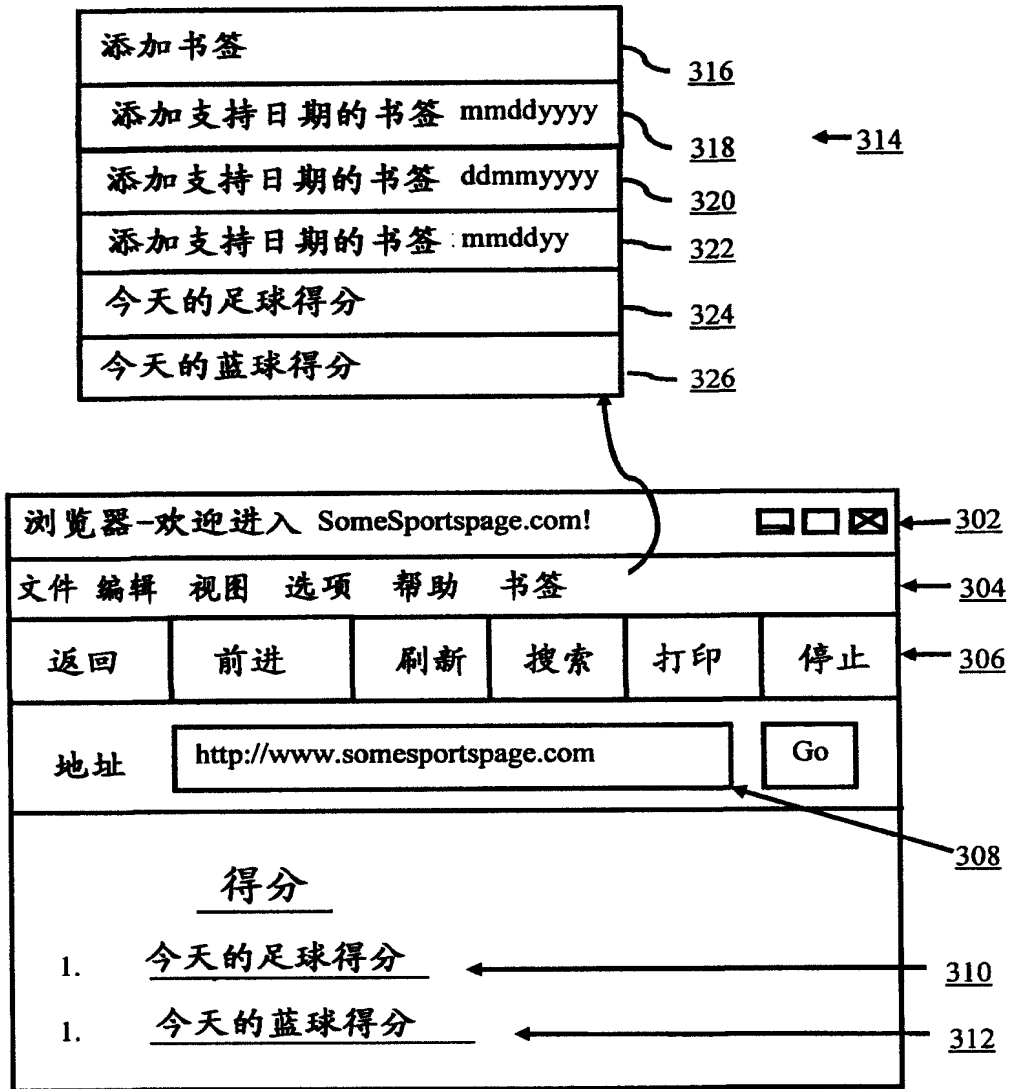 添加书签
316
添加支持日期的书签 mmddyyyy
318
314
添加支持日期的书签 ddmmyyyy
320
添加支持日期的书签 mmddyy
322
今天的足球得分
324
今天的蓝球得分
326
浏览器-欢迎进入 SomeSportspage.com!
302
文件 编辑 视图 选项 帮助 书签
304
返回 前进 刷新 搜索 打印 停止
306
地址 http://www.somesportspage.com Go
308
得分
1. 今天的足球得分
310
1. 今天的蓝球得分
312